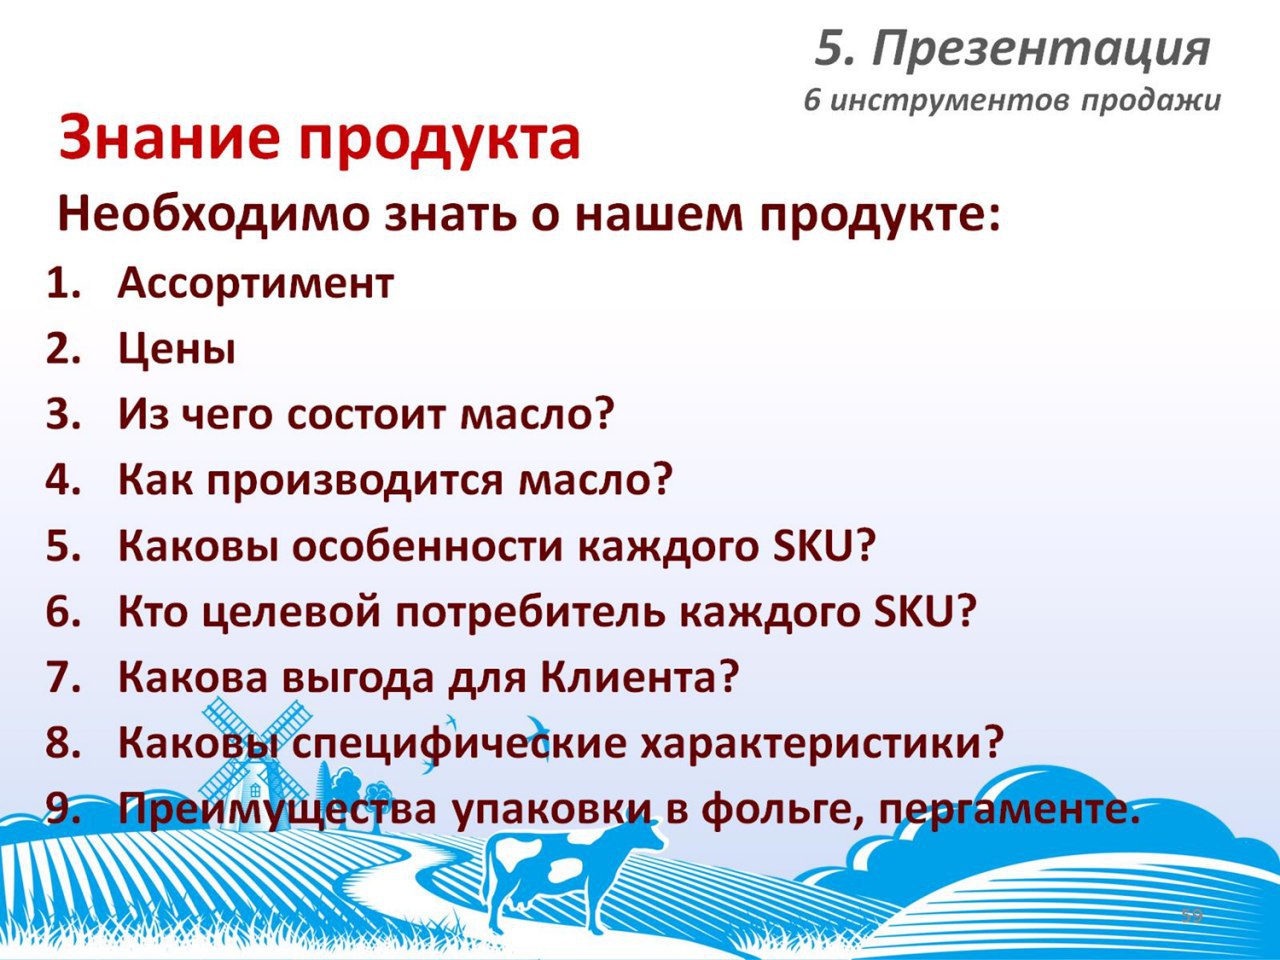 5. Презентация
6 инструментов продажи
Знание продукта
Необходимо знать о нашем продукте:
1. Ассортимент
2. Цены
3. Из чего состоит масло?
4. Как производится масло?
5. Каковы особенности каждого SKU?
6. Кто целевой потребитель каждого SKU?
7. Какова выгода для Клиента?
8. Каковы специфические характеристики?
9. Преимущества упаковки в фольге, пергаменте.
59